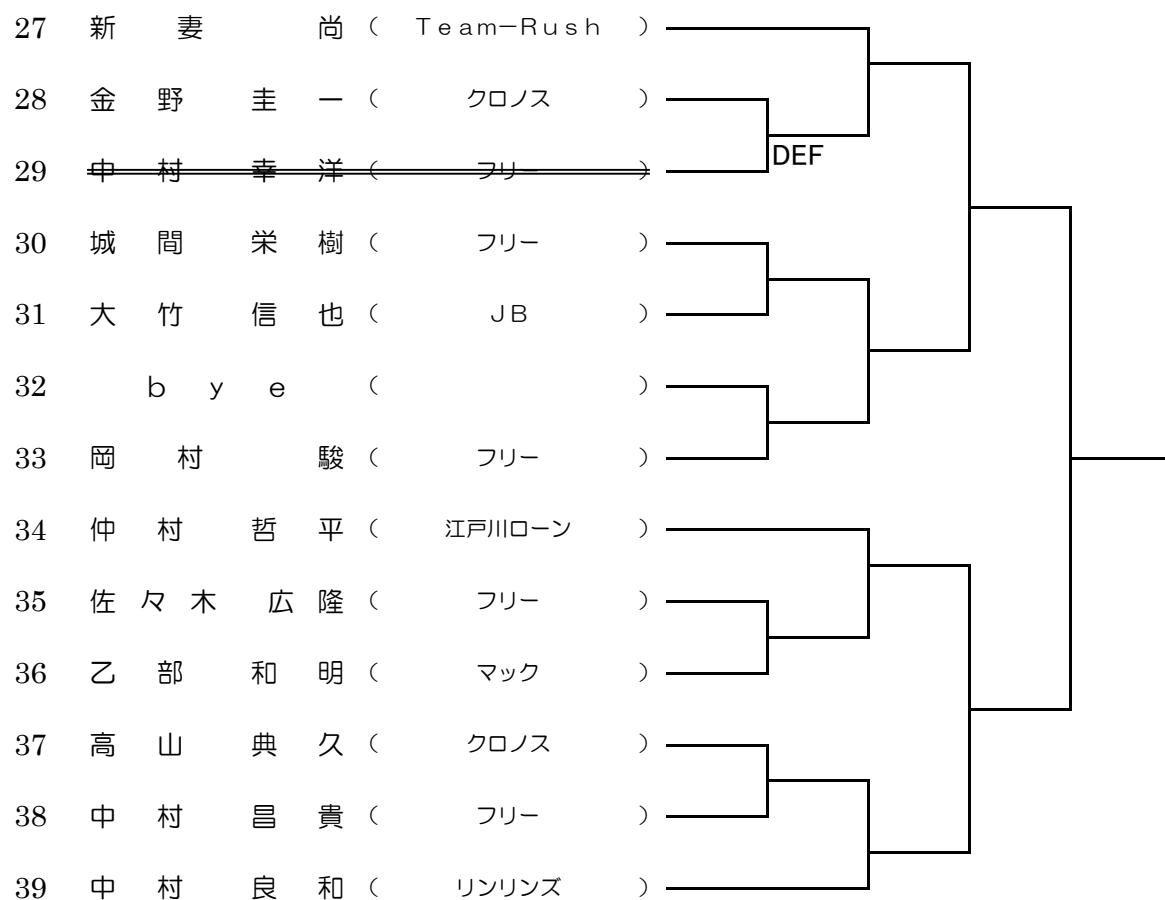 27 新 妻 尚 ( Team-Rush )
28 金 野 圭 一 ( クロノス )
DEF
29 中 村 幸 洋 ( フリー )
30 城 間 栄 樹 ( フリー )
31 大 竹 信 也 ( JB )
32 b y e ( )
33 岡 村 駿 ( フリー )
34 仲 村 哲 平 ( 江戸川ローン )
35 佐 々 木 広 隆 ( フリー )
36 乙 部 和 明 ( マック )
37 高 山 典 久 ( クロノス )
38 中 村 昌 貴 ( フリー )
39 中 村 良 和 ( リンリンズ )